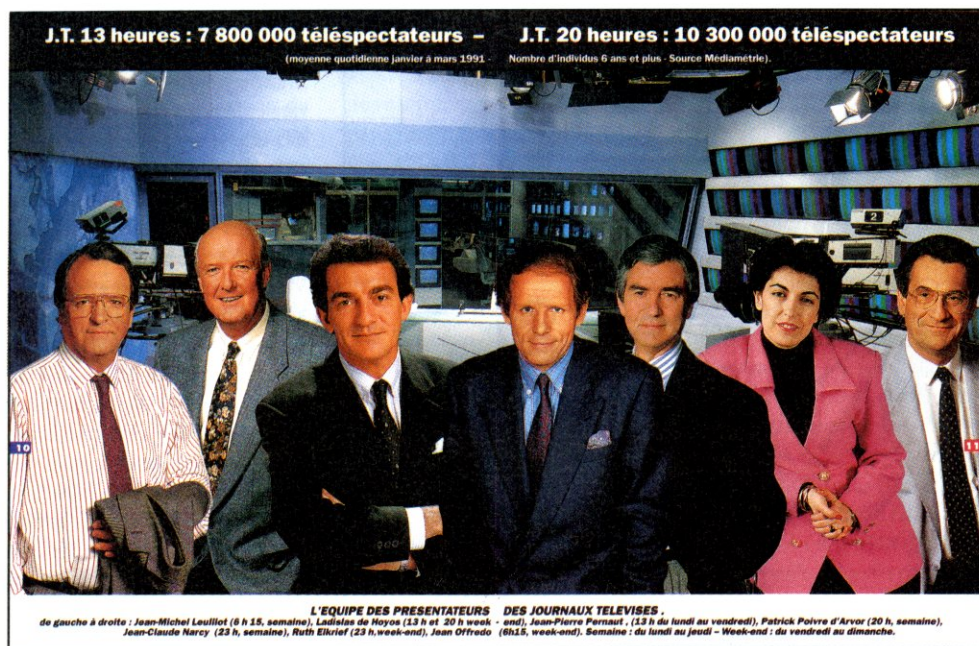 J.T. 13 heures : 7 800 000 téléspectateurs – J.T. 20 heures : 10 300 000 téléspectateurs
(moyenne quotidienne janvier à mars 1991 - Nombre d'individus 6 ans et plus - Source Médiamétrie).
2
10
11
L'EQUIPE DES PRESENTATEURS DES JOURNAUX TELEVISES .
de gauche à droite : Jean-Michel Leulliot (6 h 15, semaine), Ladislas de Hoyos (13 h et 20 h week - end), Jean-Pierre Pernaut , (13 h du lundi au vendredi), Patrick Poivre d'Arvor (20 h, semaine),
Jean-Claude Narcy (23 h, semaine), Ruth Elkrief (23 h,week-end), Jean Offredo (6h15, week-end). Semaine : du lundi au jeudi – Week-end : du vendredi au dimanche.